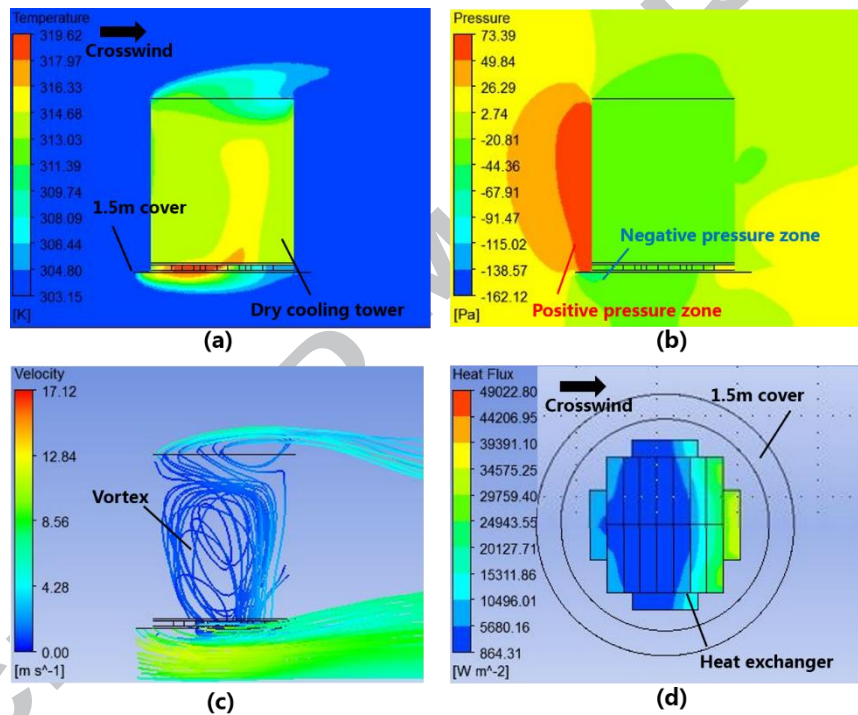 Temperature
319.62
317.97
316.33
314.68
313.03
311.39
309.74
308.09
306.44
304.80
303.15
[K]
Crosswind
1.5m cover
Dry cooling tower
(a)
Pressure
73.39
49.84
26.29
2.74
-20.81
-44.36
-67.91
-91.47
-115.02
-138.57
-162.12
[Pa]
Negative pressure zone
Positive pressure zone
(b)
Velocity
17.12
12.84
8.56
4.28
0.00
[m s^-1]
Vortex
(c)
Heat Flux
49022.80
44206.95
39391.10
34575.25
29759.40
24943.55
20127.71
15311.86
10496.01
5680.16
864.31
[W m^-2]
Crosswind
1.5m cover
Heat exchanger
(d)